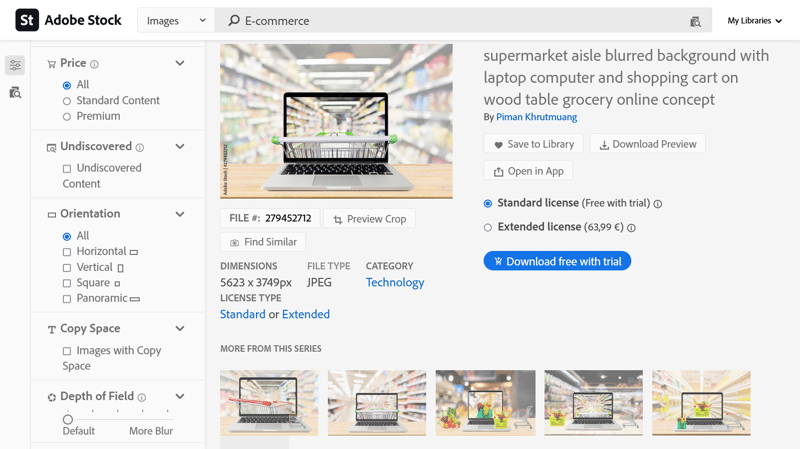 St Adobe Stock
Images
E-commerce
My Libraries
Price
All
Standard Content
Premium
Undiscovered
Undiscovered
Content
Orientation
All
Horizontal
Vertical
Square
Panoramic
Copy Space
Images with Copy
Space
Depth of Field
Default
More Blur
Adobe Stock | #279452712
FILE #: 279452712
Preview Crop
Find Similar
DIMENSIONS
5623 x 3749px
FILE TYPE
JPEG
CATEGORY
Technology
LICENSE TYPE
Standard or Extended
MORE FROM THIS SERIES
supermarket aisle blurred background with
laptop computer and shopping cart on
wood table grocery online concept
By Piman Khrutmuang
Save to Library
Download Preview
Open in App
Standard license (Free with trial)
Extended license (63,99 €)
Download free with trial